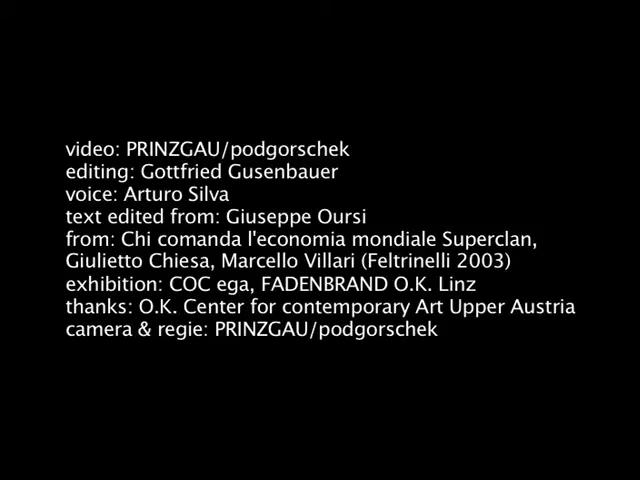 video: PRINZGAU/podgorschek
editing: Gottfried Gusenbauer
voice: Arturo Silva
text edited from: Giuseppe Oursi
from: Chi comanda l'economia mondiale Superclan,
Giulietto Chiesa, Marcello Villari (Feltrinelli 2003)
exhibition: COC ega, FADENBRAND O.K. Linz
thanks: O.K. Center for contemporary Art Upper Austria
camera & regie: PRINZGAU/podgorschek